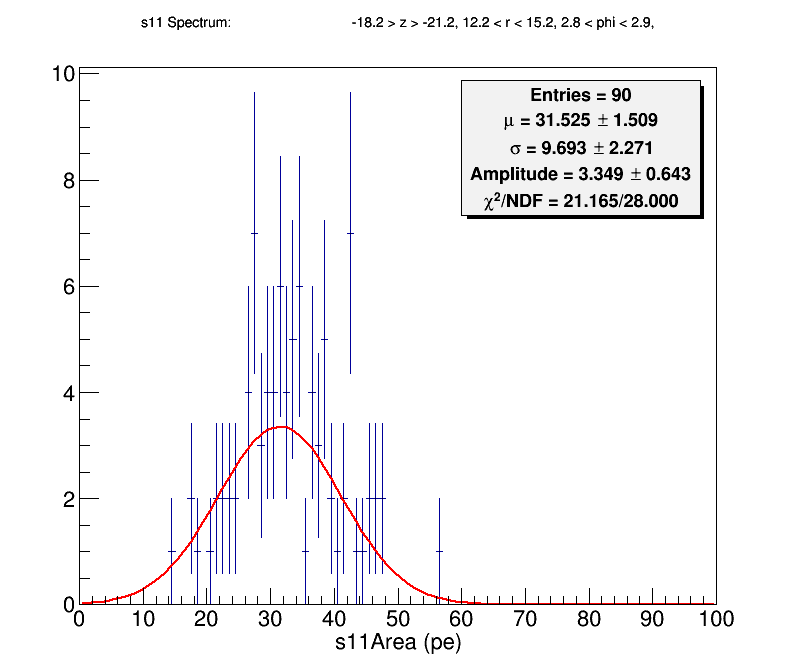 s11 Spectrum: -18.2 > z > -21.2, 12.2 < r < 15.2, 2.8 < phi < 2.9,
Entries = 90
μ = 31.525 ± 1.509
σ = 9.693 ± 2.271
Amplitude = 3.349 ± 0.643
χ²/NDF = 21.165/28.000
10
8
6
4
2
0
0 10 20 30 40 50 60 70 80 90 100
s11Area (pe)